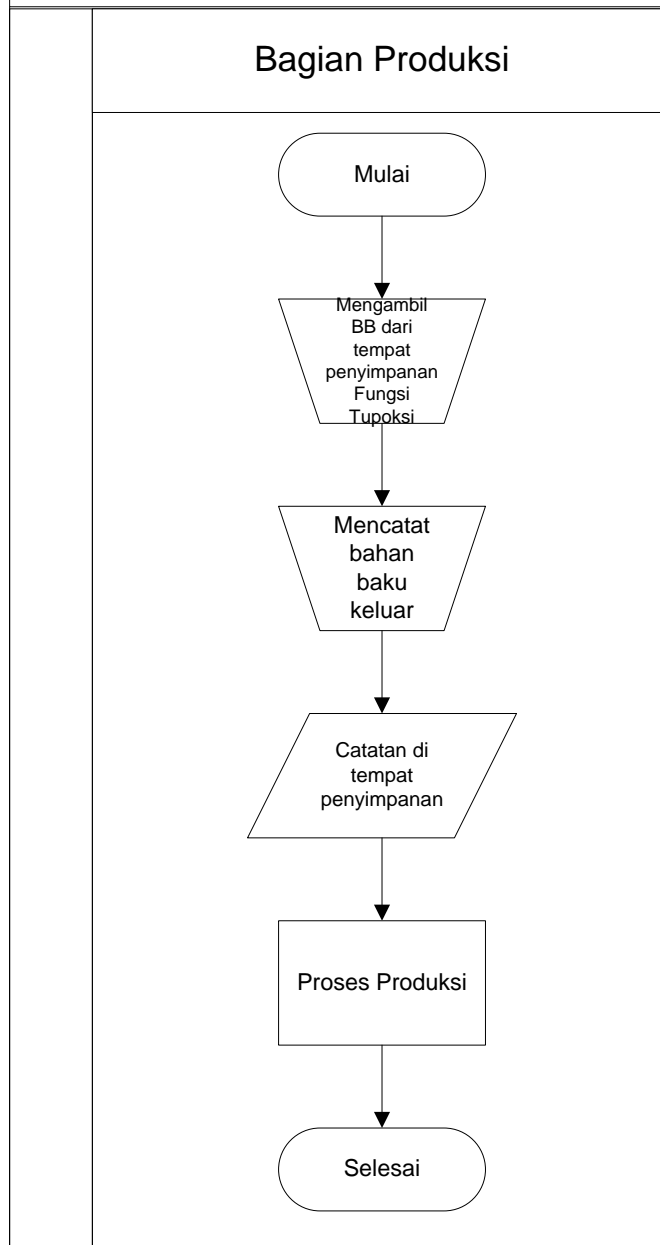 Bagian Produksi
Mulai
Mengambil
BB dari
tempat
penyimpanan
Fungsi
Tupoksi
Mencatat
bahan
baku
keluar
Catatan di
tempat
penyimpanan
Proses Produksi
Selesai